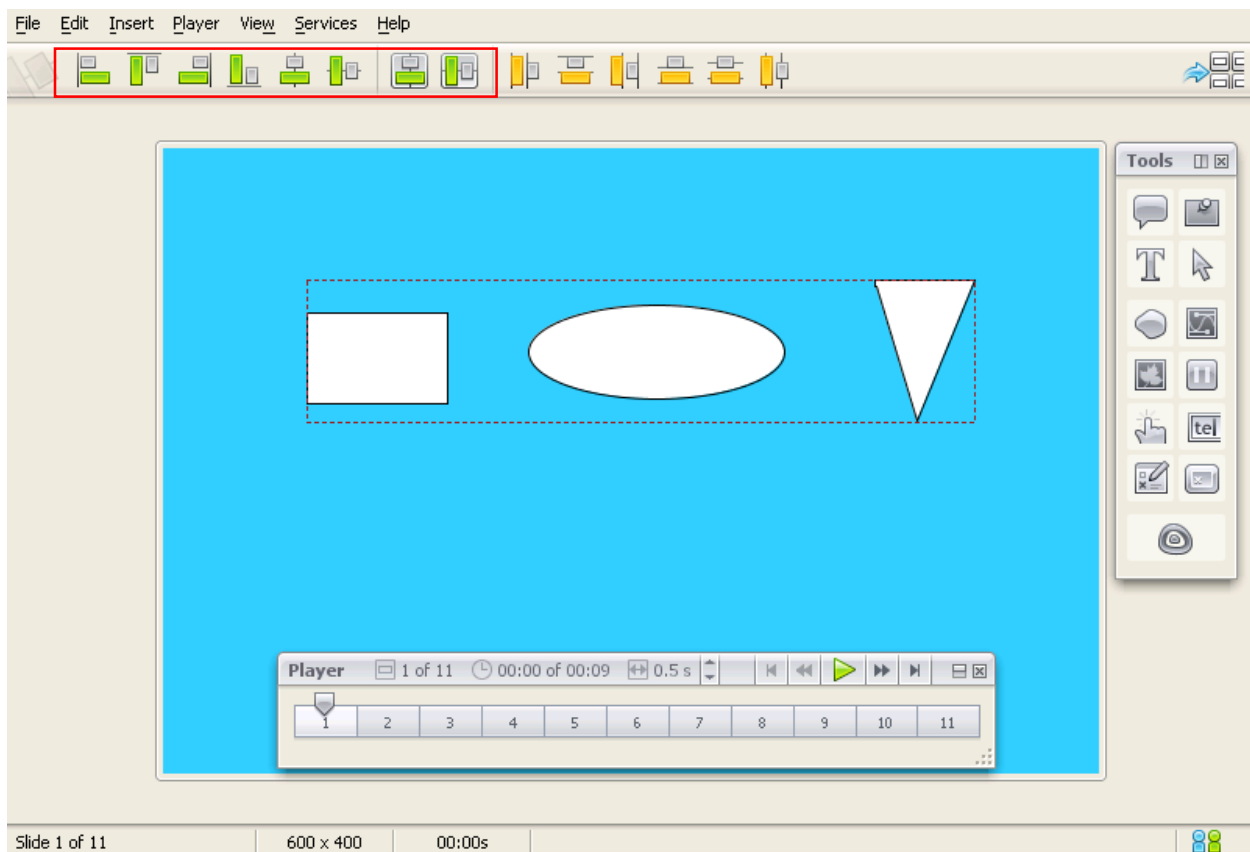 File Edit Insert Player View Services Help
Tools
T
tel
Player 1 of 11 00:00 of 00:09 0.5 s
1 2 3 4 5 6 7 8 9 10 11
Slide 1 of 11 600 x 400 00:00s